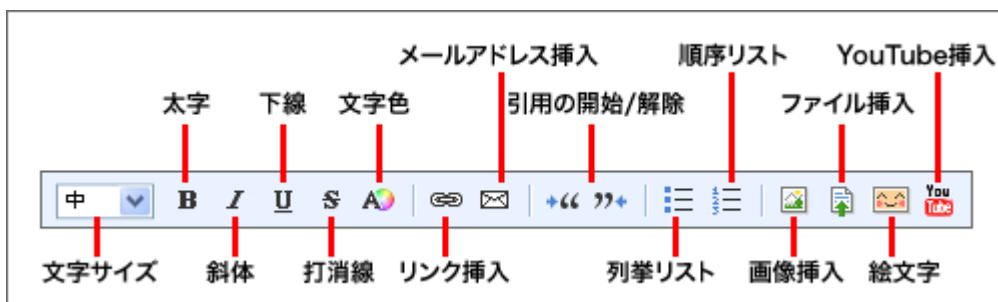 メールアドレス挿入 順序リスト YouTube挿入
太字 下線 文字色 引用の開始/解除 ファイル挿入
中 B I U S A You Tube
文字サイズ 斜体 打消線 リンク挿入 列挙リスト 画像挿入 絵文字